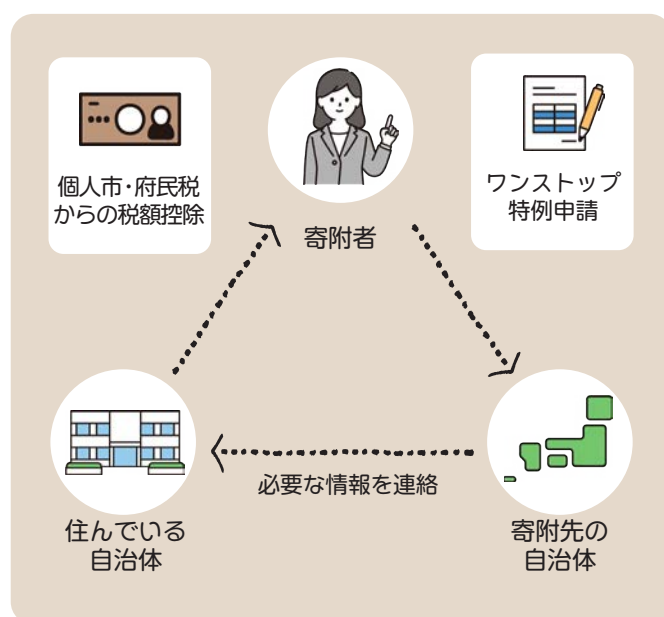 個人市・府民税
からの税額控除
寄附者
ワンストップ
特例申請
必要な情報を連絡
住んでいる
自治体
寄附先の
自治体